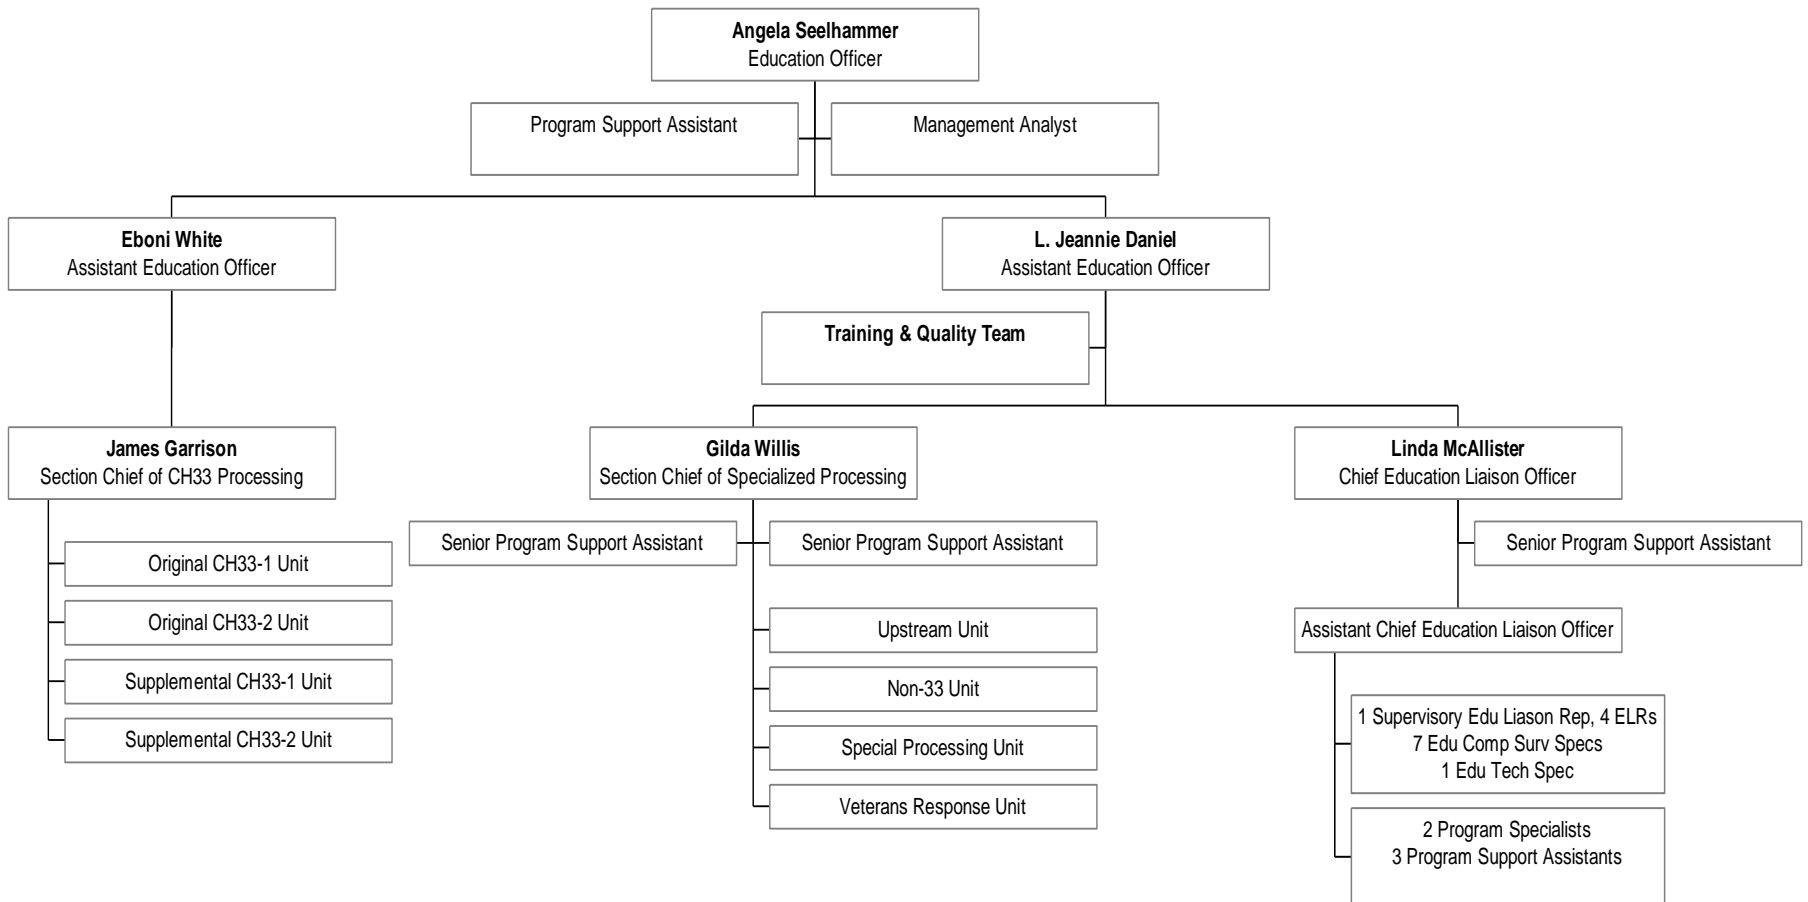 Angela Seelhammer
Education Officer
Program Support Assistant
Management Analyst
Eboni White
Assistant Education Officer
L. Jeannie Daniel
Assistant Education Officer
Training & Quality Team
James Garrison
Section Chief of CH33 Processing
Gilda Willis
Section Chief of Specialized Processing
Linda McAllister
Chief Education Liaison Officer
Senior Program Support Assistant
Senior Program Support Assistant
Senior Program Support Assistant
Original CH33-1 Unit
Original CH33-2 Unit
Supplemental CH33-1 Unit
Supplemental CH33-2 Unit
Upstream Unit
Non-33 Unit
Special Processing Unit
Veterans Response Unit
Assistant Chief Education Liaison Officer
1 Supervisory Edu Liason Rep, 4 ELRs
7 Edu Comp Surv Specs
1 Edu Tech Spec
2 Program Specialists
3 Program Support Assistants